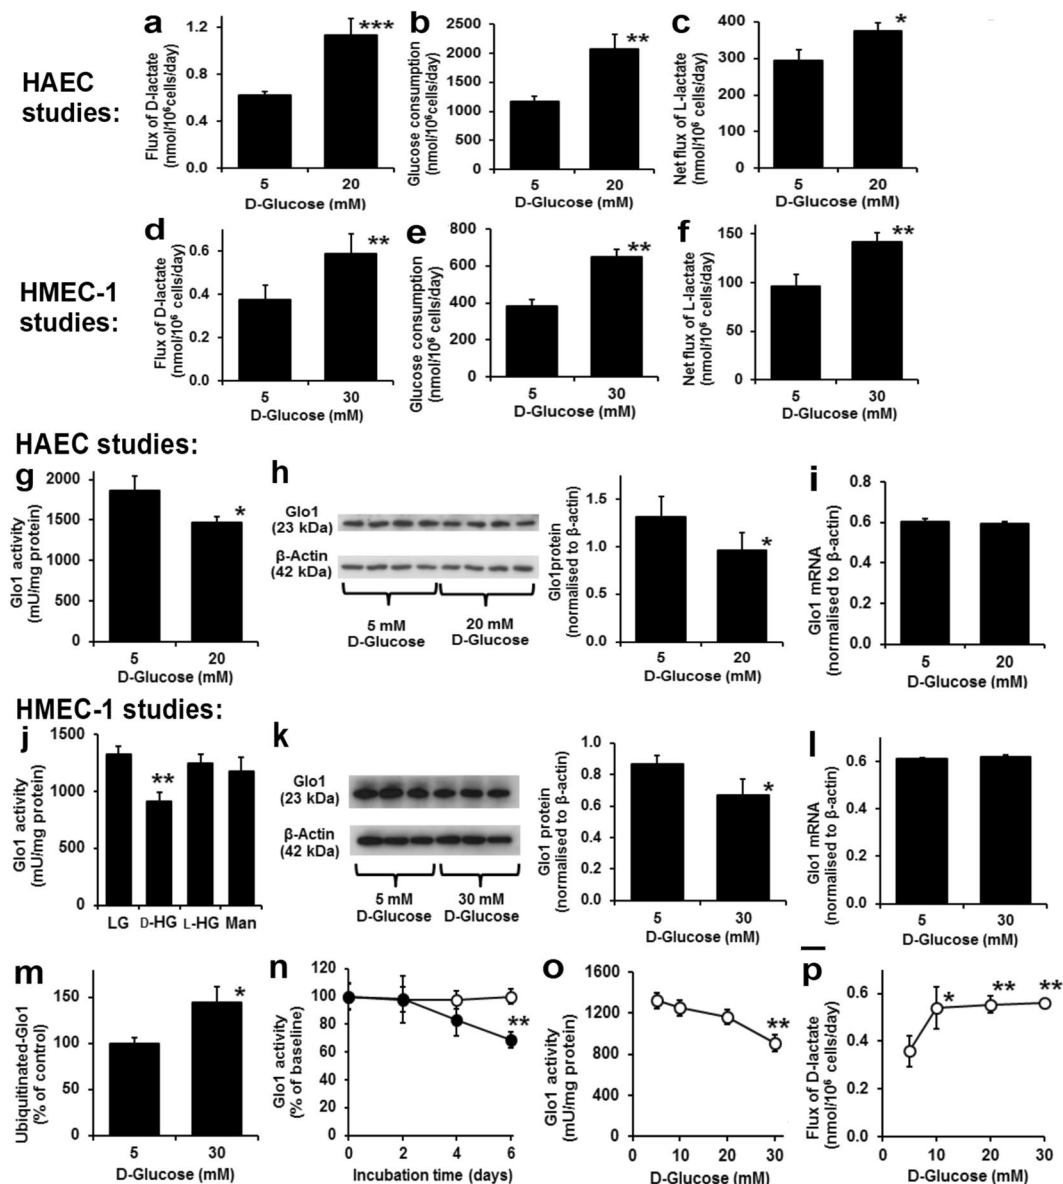 HAEC
studies:
a
Flux of D-lactate
(nmol/10⁶cells/day)
1.2
0.8
0.4
0.0
***
5 20
D-Glucose (mM)
b
Glucose consumption
(nmol/10⁶cells/day)
2500
2000
1500
1000
500
0
**
5 20
D-Glucose (mM)
c
Net flux of L-lactate
(nmol/10⁶ cells/day)
400
300
200
100
0
*
5 20
D-Glucose (mM)
HMEC-1
studies:
d
Flux of D-lactate
(nmol/10⁶ cells/day)
0.6
0.4
0.2
0.0
**
5 30
D-Glucose (mM)
e
Glucose consumption
(nmol/10⁶ cells/day)
800
600
400
200
0
**
5 30
D-Glucose (mM)
f
Net flux of L-lactate
(nmol/10⁶ cells/day)
150
100
50
0
**
5 30
D-Glucose (mM)
HAEC studies:
g
Glo1 activity
(mU/mg protein)
2000
1500
1000
500
0
*
5 20
D-Glucose (mM)
h
Glo1
(23 kDa)
β-Actin
(42 kDa)
5 mM
D-Glucose
20 mM
D-Glucose
Glo1protein
(normalised to β-actin)
1.5
1.0
0.5
0.0
*
5 20
D-Glucose (mM)
i
Glo1 mRNA
(normalised to β-actin)
0.8
0.6
0.4
0.2
0.0
5 20
D-Glucose (mM)
HMEC-1 studies:
j
Glo1 activity
(mU/mg protein)
1500
1000
500
0
**
LG D-HG L-HG Man
k
Glo1
(23 kDa)
β-Actin
(42 kDa)
5 mM
D-Glucose
30 mM
D-Glucose
Glo1 protein
(normalised to β-actin)
1.0
0.8
0.6
0.4
0.2
0.0
*
5 30
D-Glucose (mM)
l
Glo1 mRNA
(normalised to β-actin)
0.6
0.4
0.2
0.0
5 30
D-Glucose (mM)
m
Ubiquitinated-Glo1
(% of control)
150
100
50
0
*
5 30
D-Glucose (mM)
n
Glo1 activity
(% of baseline)
120
100
80
60
40
20
0
**
0 2 4 6
Incubation time (days)
o
Glo1 activity
(mU/mg protein)
1600
1200
800
400
0
**
0 10 20 30
D-Glucose (mM)
p
Flux of D-lactate
(nmol/10⁶ cells/day)
0.6
0.4
0.2
0.0
*
**
**
0 10 20 30
D-Glucose (mM)